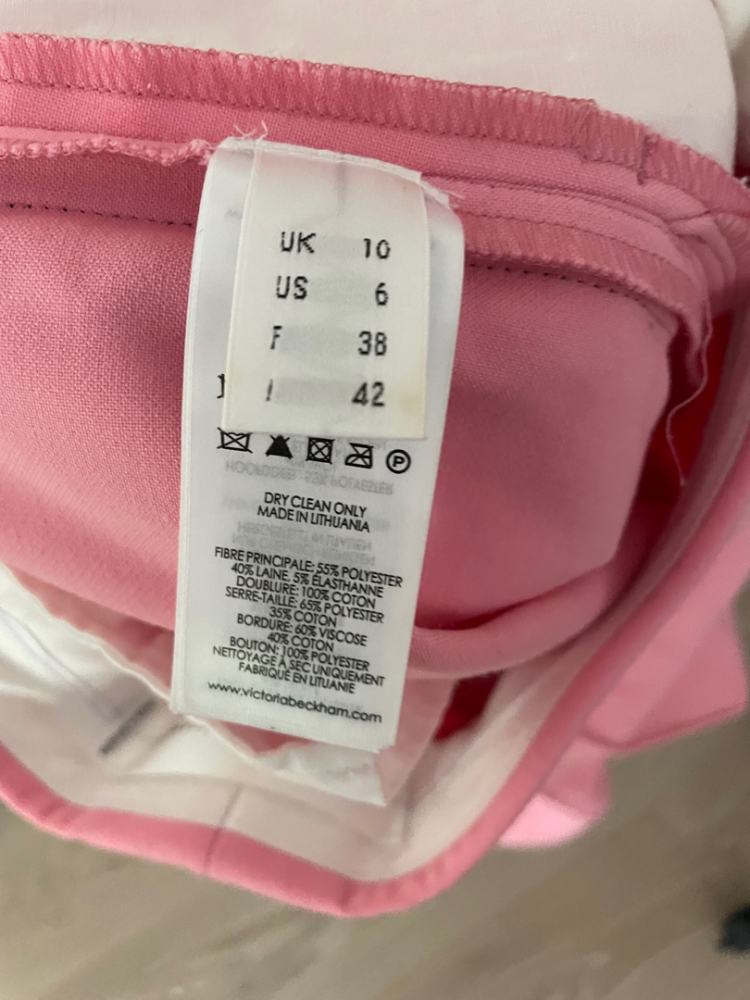 UK 10
US 6
F 38
I 42
P
DRY CLEAN ONLY
MADE IN LITHUANIA
FIBRE PRINCIPALE: 55% POLYESTER
40% LAINE, 5% ÉLASTHANNE
DOUBLURE: 100% COTON
SERRE-TAILLE: 65% POLYESTER
35% COTON
BORDURE: 60% VISCOSE
40% COTON
BOUTON: 100% POLYESTER
NETTOYAGE À SEC UNIQUEMENT
FABRIQUÉ EN LITUANIE
www.victoriabeckham.com